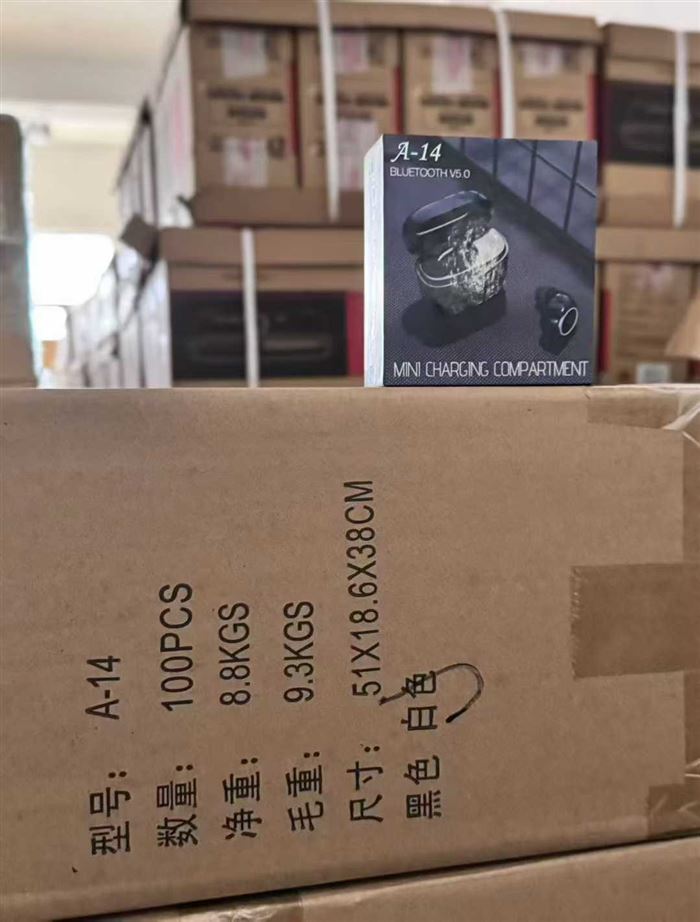 A-14
BLUETOOTH V5.0
MINI CHARGING COMPARTMENT
型号: A-14
数量: 100PCS
净重: 8.8KGS
毛重: 9.3KGS
尺寸: 51X18.6X38CM
黑色 白色